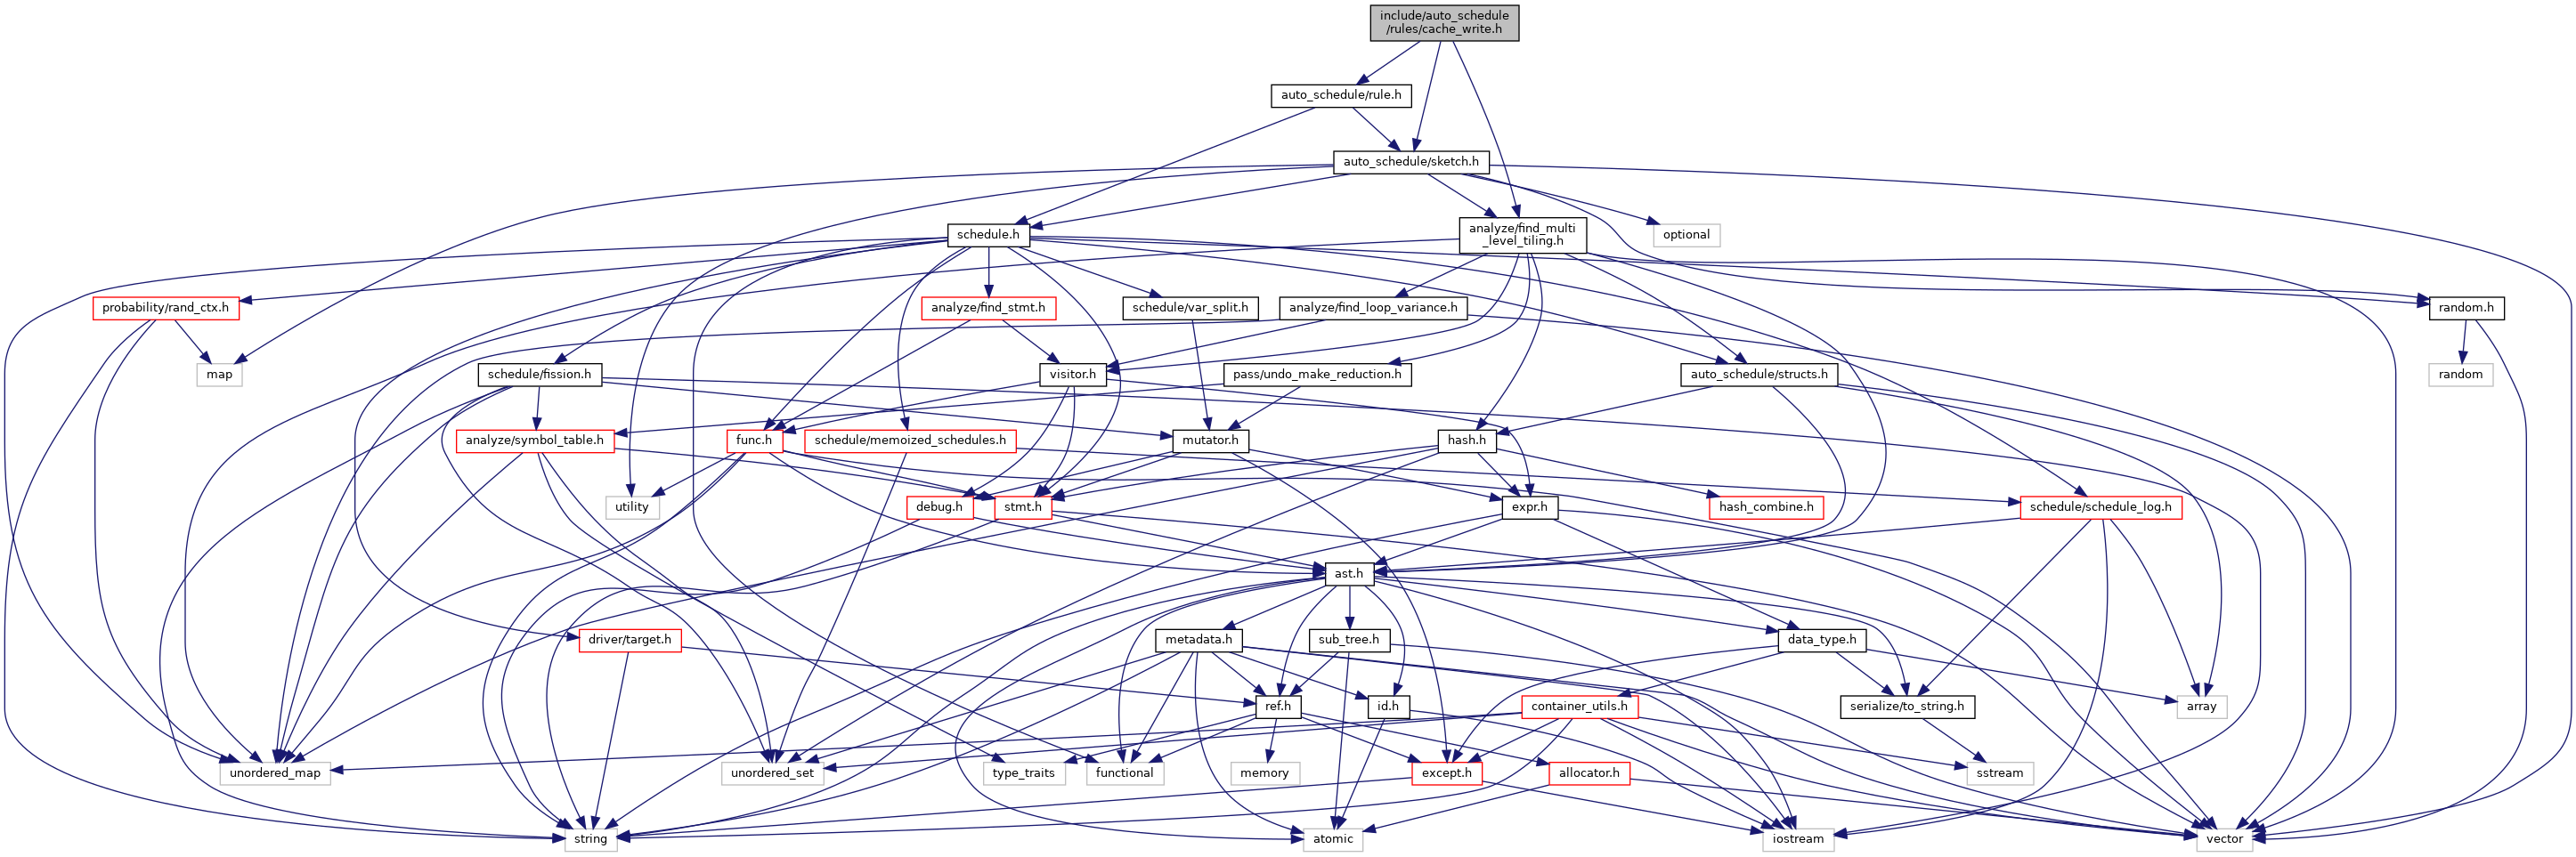 include/auto_schedule
/rules/cache_write.h
auto_schedule/rule.h
auto_schedule/sketch.h
schedule.h
analyze/find_multi
_level_tiling.h
optional
probability/rand_ctx.h
analyze/find_stmt.h
schedule/var_split.h
analyze/find_loop_variance.h
random.h
map
schedule/fission.h
visitor.h
pass/undo_make_reduction.h
auto_schedule/structs.h
random
analyze/symbol_table.h
func.h
schedule/memoized_schedules.h
mutator.h
hash.h
utility
debug.h
stmt.h
expr.h
hash_combine.h
schedule/schedule_log.h
ast.h
driver/target.h
metadata.h
sub_tree.h
data_type.h
ref.h
id.h
container_utils.h
serialize/to_string.h
array
unordered_map
unordered_set
type_traits
functional
memory
except.h
allocator.h
sstream
string
atomic
iostream
vector